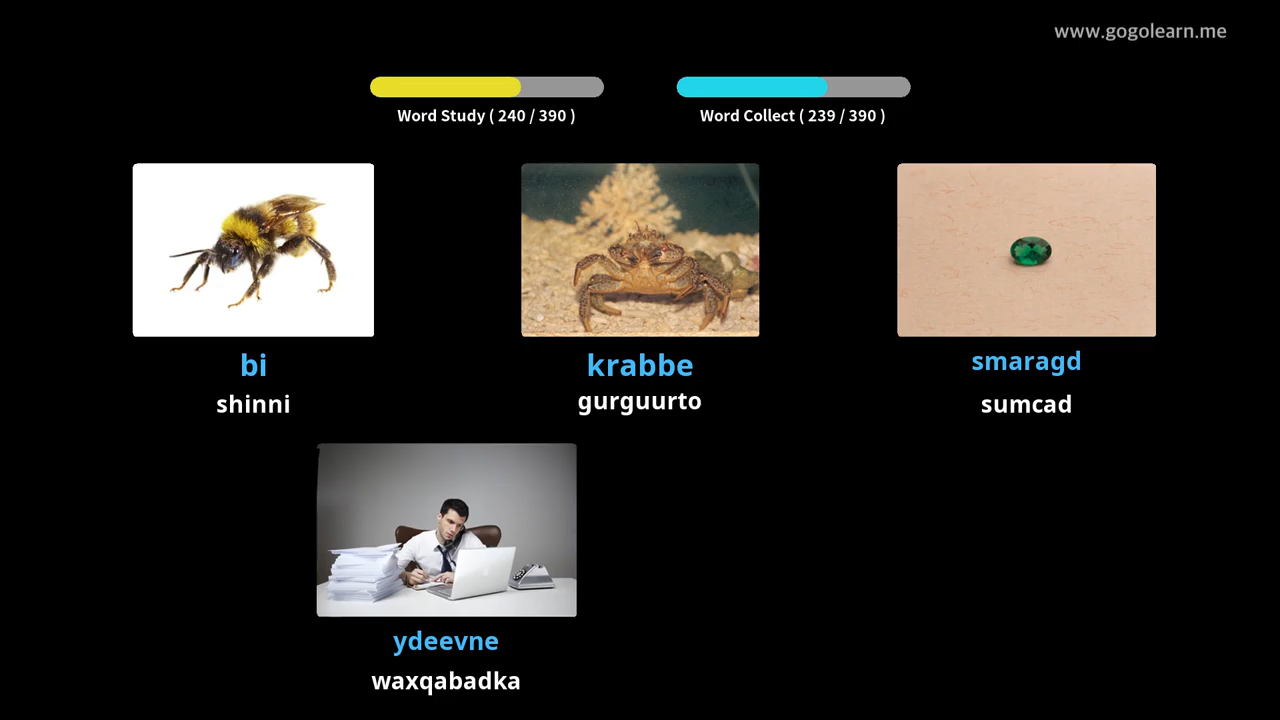 www.gogolearn.me
Word Study ( 240 / 390 )
Word Collect ( 239 / 390 )
bi
shinni
krabbe
gurguurto
smaragd
sumcad
ydeevne
waxqabadka